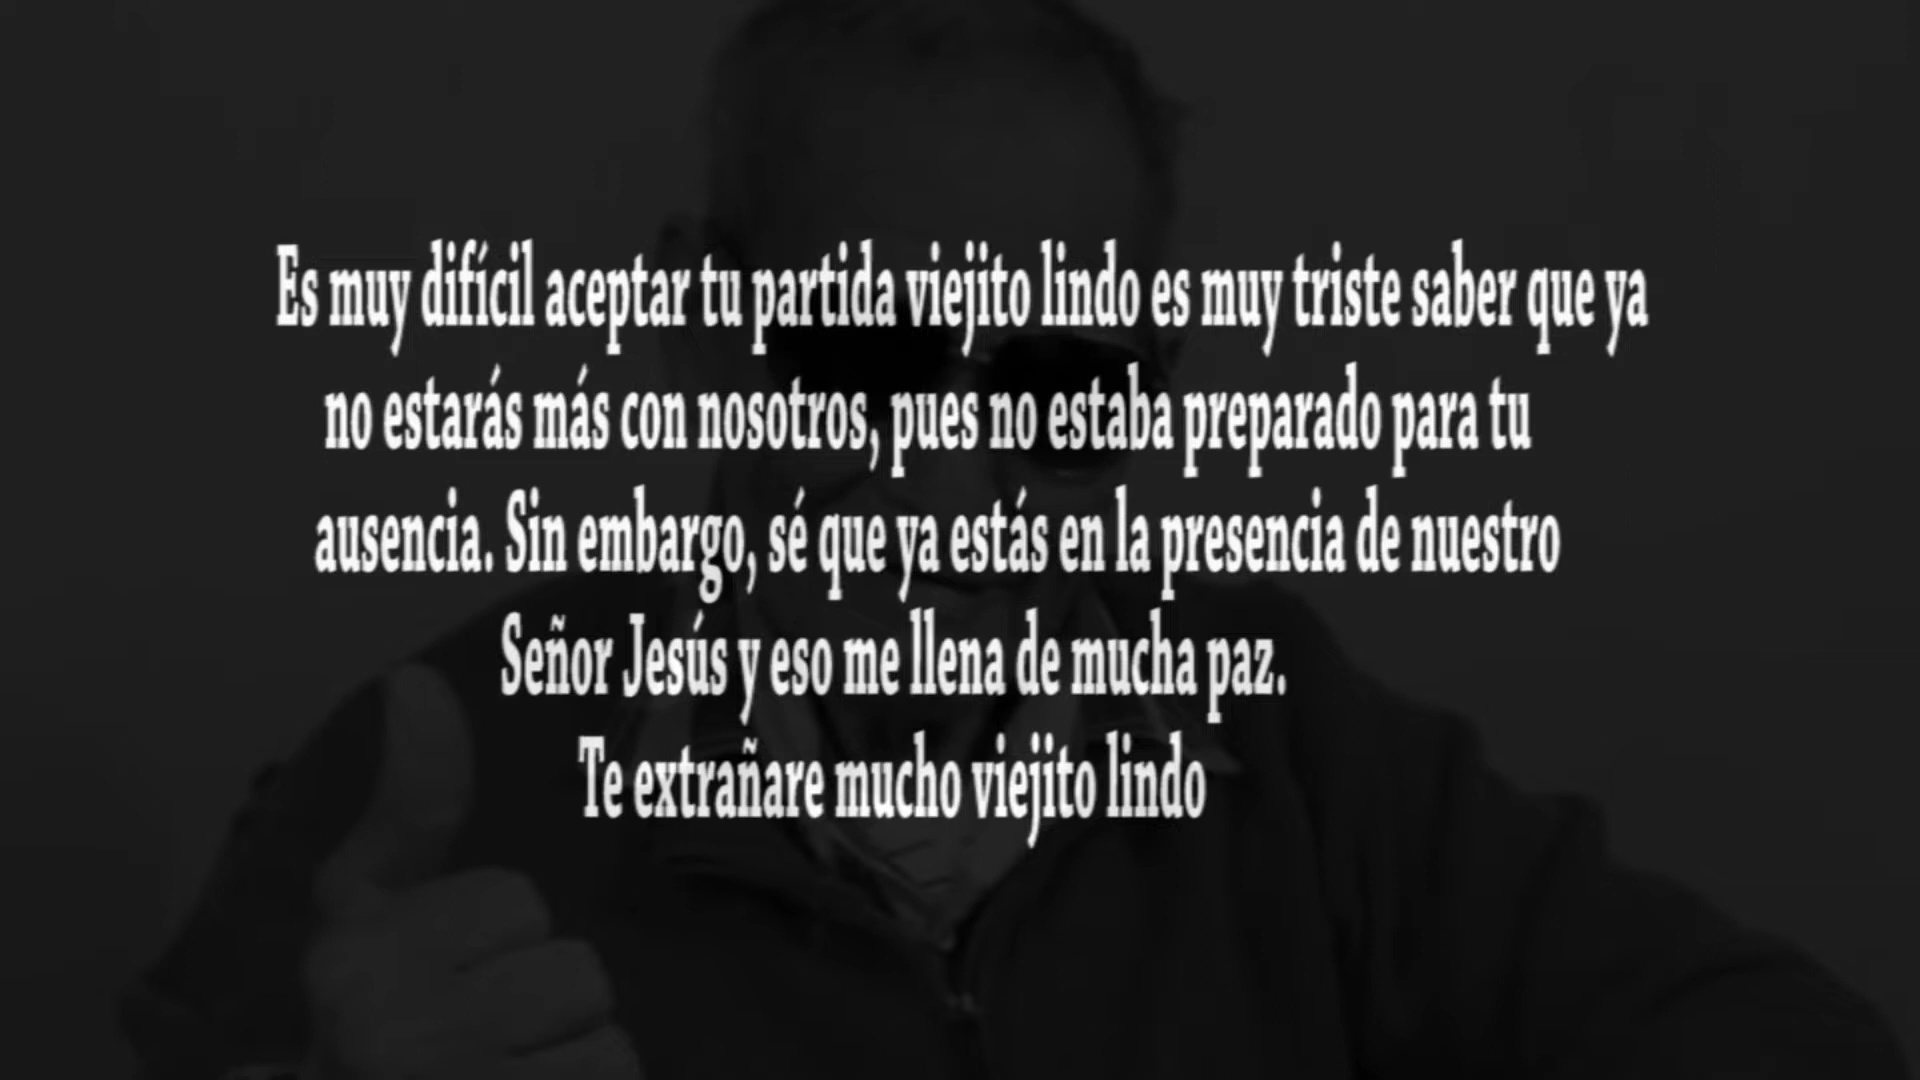 Es muy difícil aceptar tu partida viejito lindo es muy triste saber que ya
no estarás más con nosotros, pues no estaba preparado para tu
ausencia. Sin embargo, sé que ya estás en la presencia de nuestro
Señor Jesús y eso me llena de mucha paz.
Te extrañare mucho viejito lindo